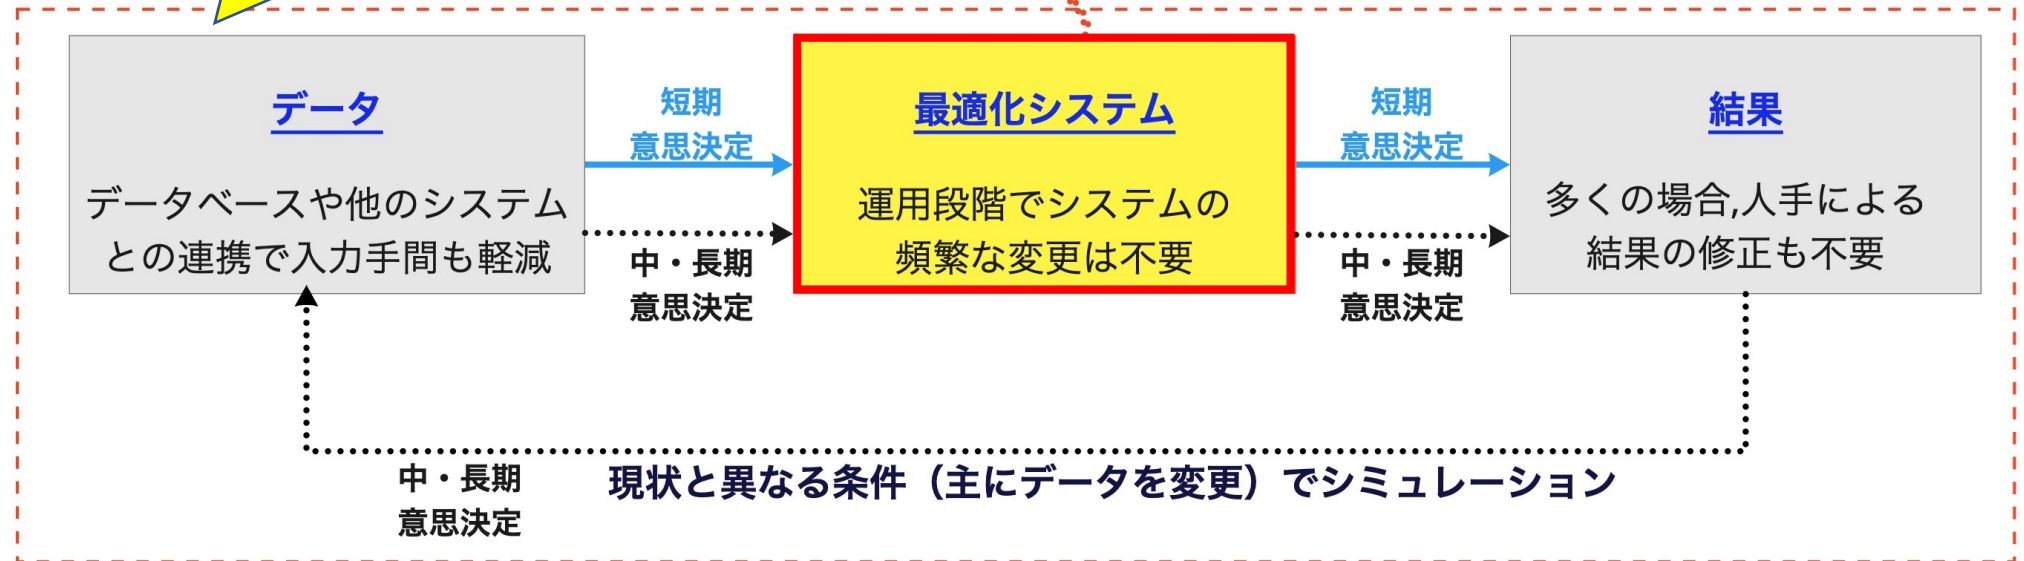 データ
データベースや他のシステム
との連携で入力手間も軽減
短期
意思決定
中・長期
意思決定
最適化システム
運用段階でシステムの
頻繁な変更は不要
短期
意思決定
中・長期
意思決定
結果
多くの場合,人手による
結果の修正も不要
中・長期
意思決定
現状と異なる条件（主にデータを変更）でシミュレーション